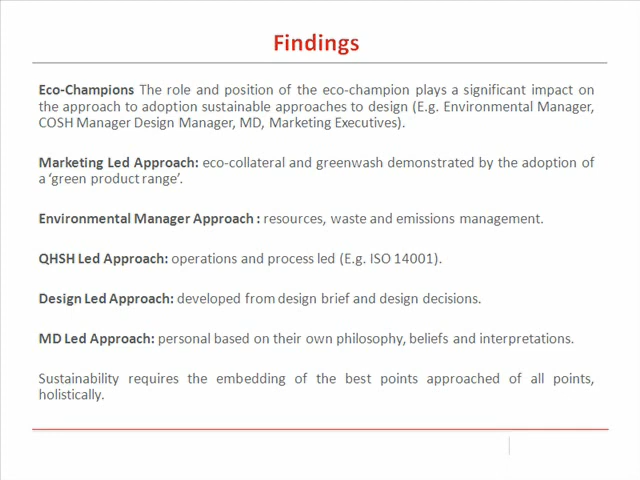 Findings
Eco-Champions The role and position of the eco-champion plays a significant impact on
the approach to adoption sustainable approaches to design (E.g. Environmental Manager,
COSH Manager Design Manager, MD, Marketing Executives).
Marketing Led Approach: eco-collateral and greenwash demonstrated by the adoption of
a ‘green product range’.
Environmental Manager Approach : resources, waste and emissions management.
QHSH Led Approach: operations and process led (E.g. ISO 14001).
Design Led Approach: developed from design brief and design decisions.
MD Led Approach: personal based on their own philosophy, beliefs and interpretations.
Sustainability requires the embedding of the best points approached of all points,
holistically.